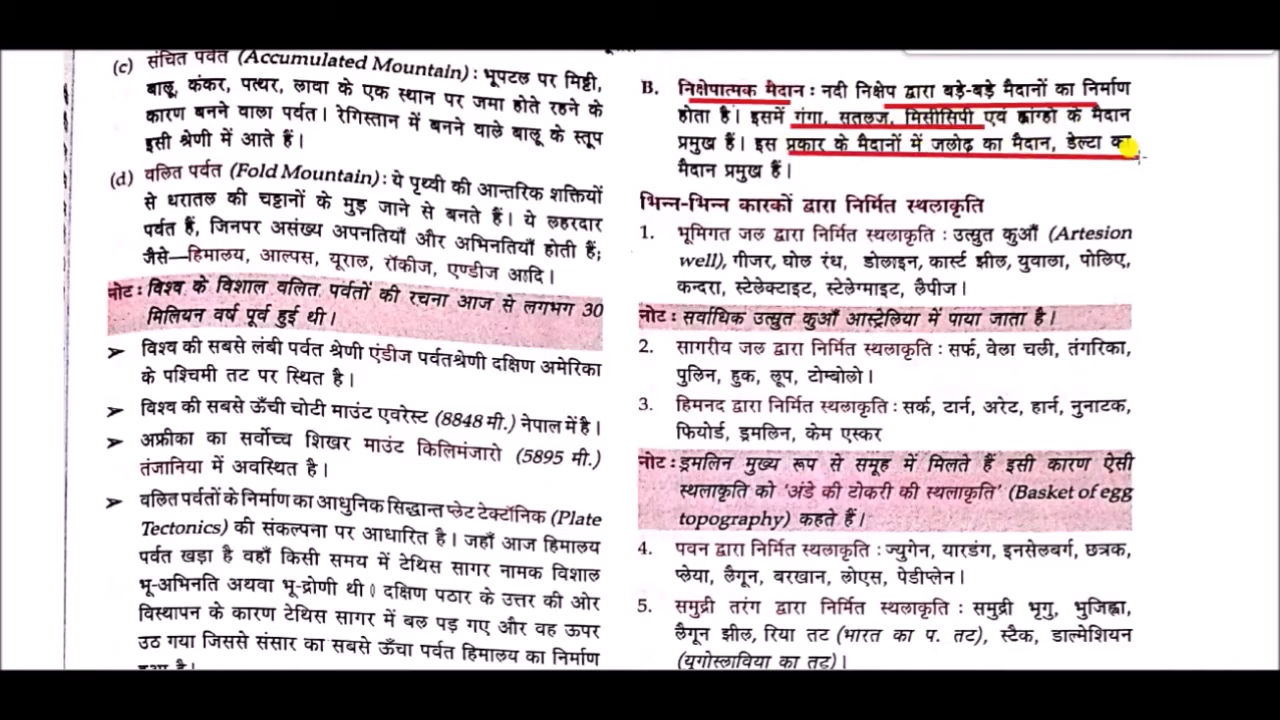 (c) संचित पर्वत (Accumulated Mountain) : भूपटल पर मिट्टी,
बालू, कंकर, पत्थर, लावा के एक स्थान पर जमा होते रहने के
कारण बनने वाला पर्वत। रेगिस्तान में बनने वाले बालू के स्तूप
इसी श्रेणी में आते हैं।
(d) वलित पर्वत (Fold Mountain) : ये पृथ्वी की आन्तरिक शक्तियों
से धरातल की चट्टानों के मुड़ जाने से बनते हैं। ये लहरदार
पर्वत हैं, जिनपर असंख्य अपनतियाँ और अभिनतियाँ होती हैं;
जैसे—हिमालय, आल्पस, यूराल, रॉकीज, एण्डीज आदि।
नोट : विश्व के विशाल वलित पर्वतों की रचना आज से लगभग 30
मिलियन वर्ष पूर्व हुई थी।
➤ विश्व की सबसे लंबी पर्वत श्रेणी एंडीज पर्वतश्रेणी दक्षिण अमेरिका
के पश्चिमी तट पर स्थित है।
➤ विश्व की सबसे ऊँची चोटी माउंट एवरेस्ट (8848 मी.) नेपाल में है।
➤ अफ्रीका का सर्वोच्च शिखर माउंट किलिमंजारो (5895 मी.)
तंजानिया में अवस्थित है।
➤ वलित पर्वतों के निर्माण का आधुनिक सिद्धान्त प्लेट टेक्टॉनिक (Plate
Tectonics) की संकल्पना पर आधारित है। जहाँ आज हिमालय
पर्वत खड़ा है वहाँ किसी समय में टेथिस सागर नामक विशाल
भू-अभिनति अथवा भू-द्रोणी थी। दक्षिण पठार के उत्तर की ओर
विस्थापन के कारण टेथिस सागर में बल पड़ गए और वह ऊपर
उठ गया जिससे संसार का सबसे ऊँचा पर्वत हिमालय का निर्माण
हुआ है।
B. निक्षेपात्मक मैदान : नदी निक्षेप द्वारा बड़े-बड़े मैदानों का निर्माण
होता है। इसमें गंगा, सतलज, मिसीसिपी एवं ह्वांग्हो के मैदान
प्रमुख हैं। इस प्रकार के मैदानों में जलोढ़ का मैदान, डेल्टा का
मैदान प्रमुख हैं।
भिन्न-भिन्न कारकों द्वारा निर्मित स्थलाकृति
1. भूमिगत जल द्वारा निर्मित स्थलाकृति : उत्स्रुत कुआँ (Artesion
well), गीजर, घोल रंध, डोलाइन, कार्स्ट झील, युवाला, पोलिए,
कन्दरा, स्टेलेक्टाइट, स्टेलेग्माइट, लैपीज।
नोट : सर्वाधिक उत्स्रुत कुआँ आस्ट्रेलिया में पाया जाता है।
2. सागरीय जल द्वारा निर्मित स्थलाकृति : सर्फ, वेला चली, तंगरिका,
पुलिन, हुक, लूप, टोम्बोलो।
3. हिमनद द्वारा निर्मित स्थलाकृति : सर्क, टार्न, अरेट, हार्न, नुनाटक,
फियोर्ड, ड्रमलिन, केम एस्कर
नोट : ड्रमलिन मुख्य रूप से समूह में मिलते हैं इसी कारण ऐसी
स्थलाकृति को 'अंडे की टोकरी की स्थलाकृति' (Basket of egg
topography) कहते हैं।
4. पवन द्वारा निर्मित स्थलाकृति : ज्युगेन, यारडंग, इनसेलबर्ग, छत्रक,
प्लेया, लैगून, बरखान, लोएस, पेडीप्लेन।
5. समुद्री तरंग द्वारा निर्मित स्थलाकृति : समुद्री भृगु, भुजिह्वा,
लैगून झील, रिया तट (भारत का प. तट), स्टैक, डाल्मेशियन
(यूगोस्लाविया का तट)।